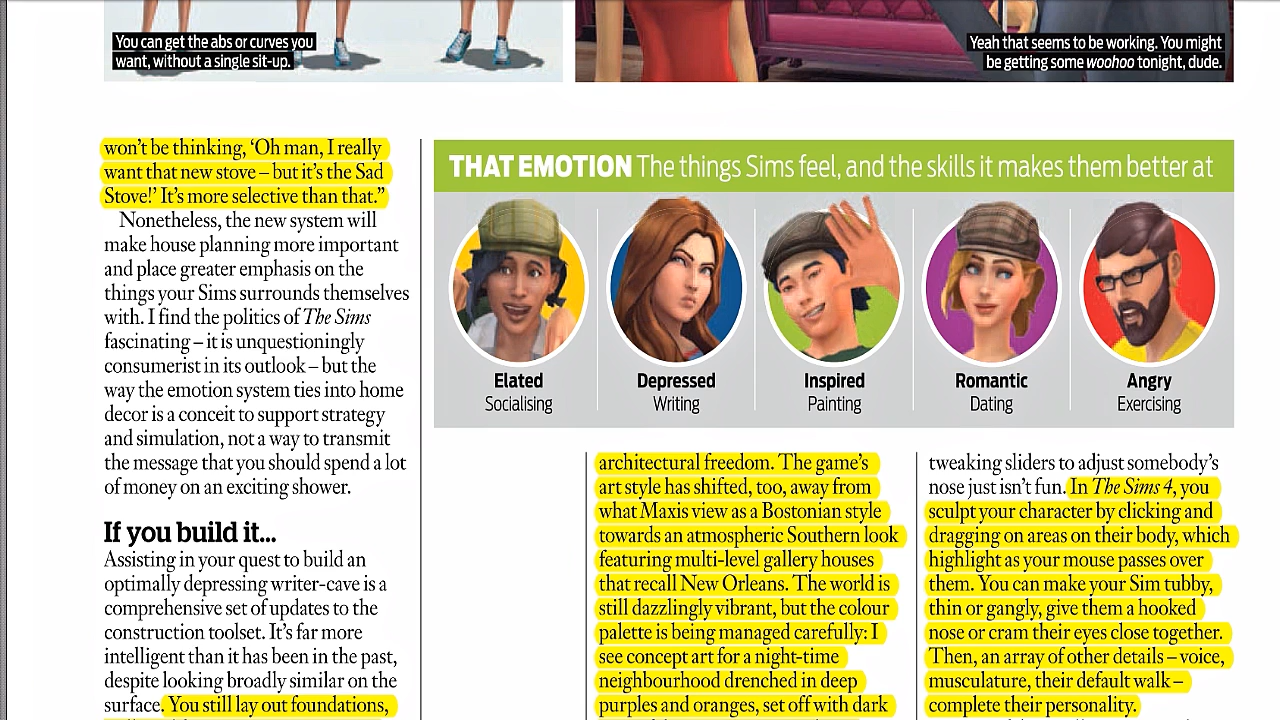 You can get the abs or curves you
want, without a single sit-up.
Yeah that seems to be working. You might
be getting some woohoo tonight, dude.
won't be thinking, ‘Oh man, I really
want that new stove – but it's the Sad
Stove!’ It's more selective than that.”
Nonetheless, the new system will
make house planning more important
and place greater emphasis on the
things your Sims surrounds themselves
with. I find the politics of The Sims
fascinating – it is unquestioningly
consumerist in its outlook – but the
way the emotion system ties into home
decor is a conceit to support strategy
and simulation, not a way to transmit
the message that you should spend a lot
of money on an exciting shower.
If you build it...
Assisting in your quest to build an
optimally depressing writer-cave is a
comprehensive set of updates to the
construction toolset. It's far more
intelligent than it has been in the past,
despite looking broadly similar on the
surface. You still lay out foundations,
THAT EMOTION The things Sims feel, and the skills it makes them better at
Elated
Socialising
Depressed
Writing
Inspired
Painting
Romantic
Dating
Angry
Exercising
architectural freedom. The game's
art style has shifted, too, away from
what Maxis view as a Bostonian style
towards an atmospheric Southern look
featuring multi-level gallery houses
that recall New Orleans. The world is
still dazzlingly vibrant, but the colour
palette is being managed carefully: I
see concept art for a night-time
neighbourhood drenched in deep
purples and oranges, set off with dark
tweaking sliders to adjust somebody's
nose just isn't fun. In The Sims 4, you
sculpt your character by clicking and
dragging on areas on their body, which
highlight as your mouse passes over
them. You can make your Sim tubby,
thin or gangly, give them a hooked
nose or cram their eyes close together.
Then, an array of other details – voice,
musculature, their default walk –
complete their personality.